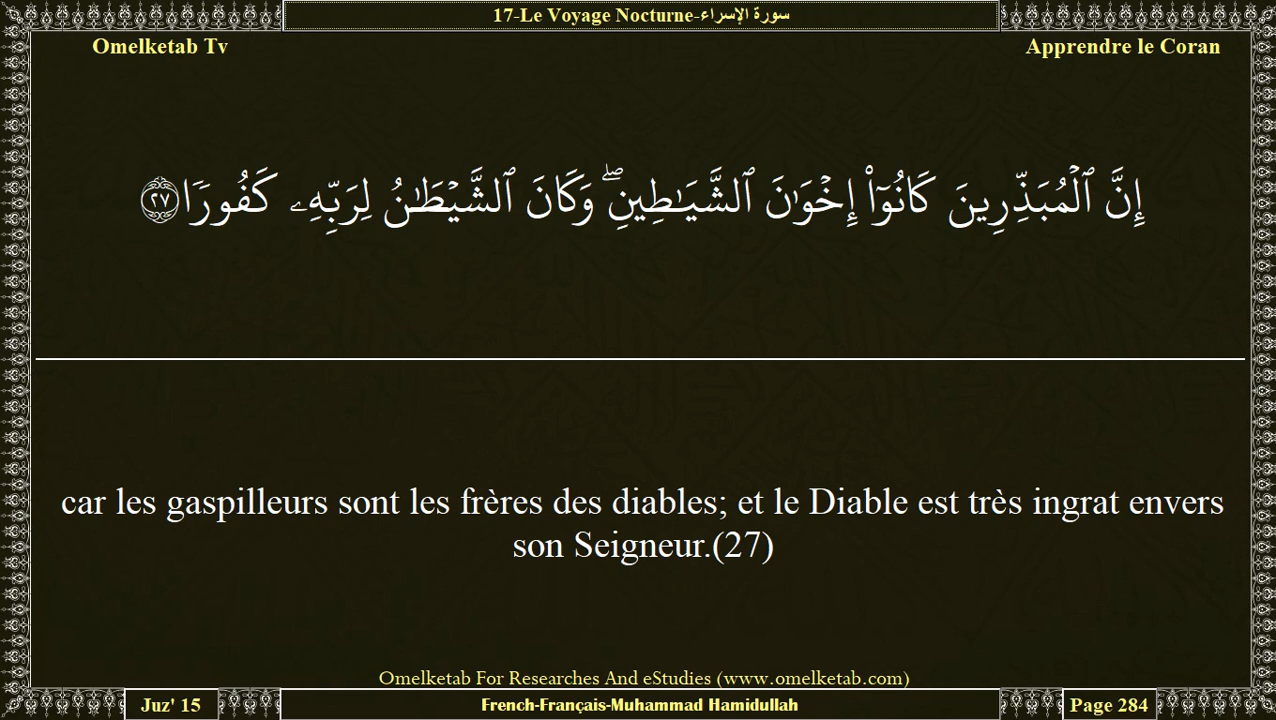 17-Le Voyage Nocturne-سورة الإسراء
Omelketab Tv
Apprendre le Coran
إِنَّ ٱلۡمُبَذِّرِينَ كَانُوٓاْ إِخۡوَٰنَ ٱلشَّيَٰطِينِۖ وَكَانَ ٱلشَّيۡطَٰنُ لِرَبِّهِۦ كَفُورٗا ٢٧
car les gaspilleurs sont les frères des diables; et le Diable est très ingrat envers
son Seigneur.(27)
Omelketab For Researches And eStudies (www.omelketab.com)
Juz' 15
French-Français-Muhammad Hamidullah
Page 284